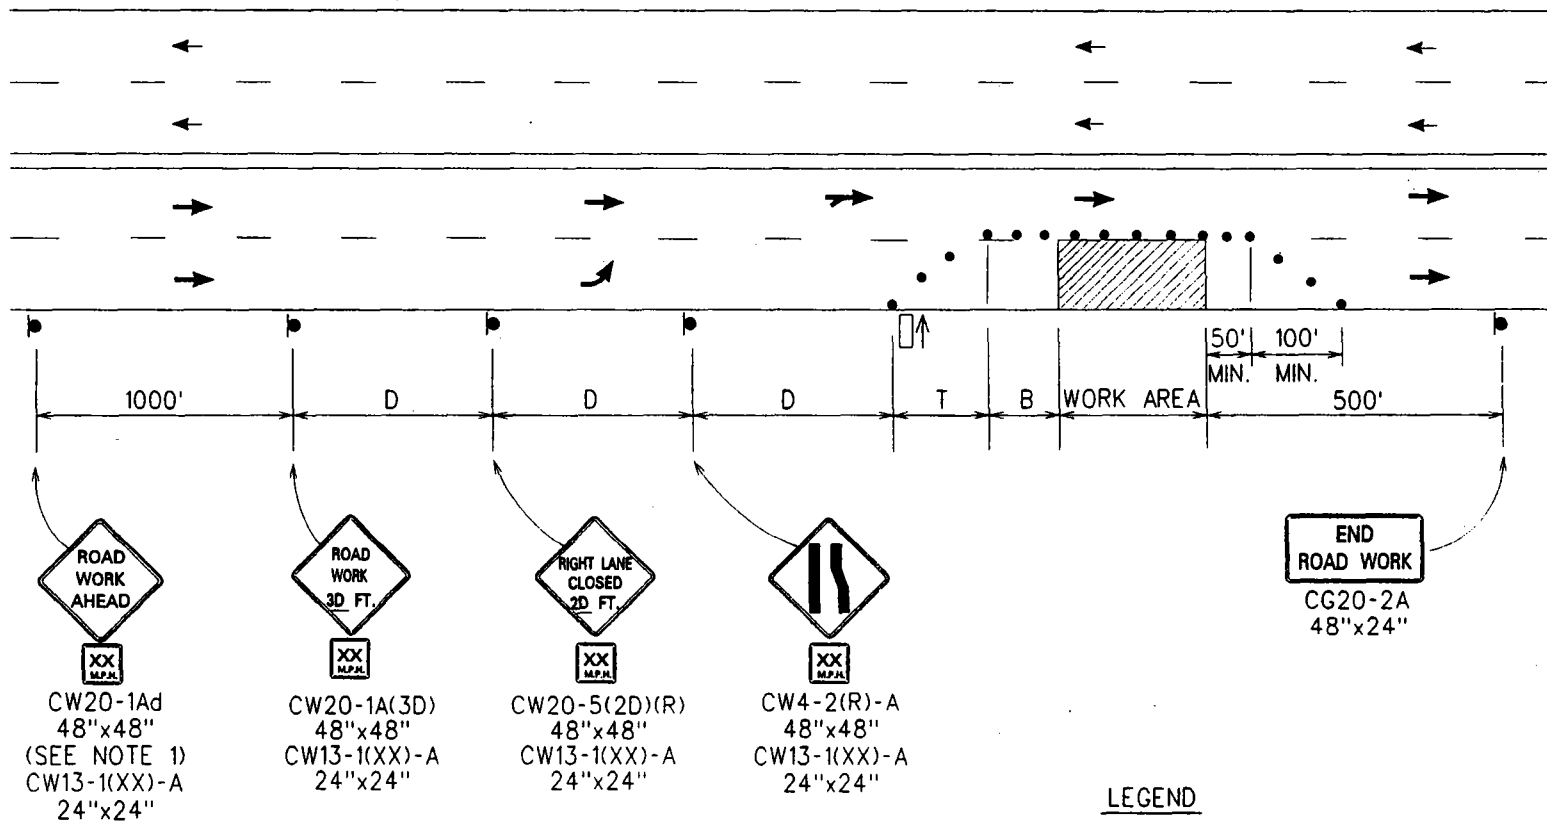 50' 100'
MIN. MIN.
1000' D D D T B WORK AREA 500'
ROAD
WORK
AHEAD
XX
M.P.H.
CW20-1Ad
48"x48"
(SEE NOTE 1)
CW13-1(XX)-A
24"x24"
ROAD
WORK
3D FT.
XX
M.P.H.
CW20-1A(3D)
48"x48"
CW13-1(XX)-A
24"x24"
RIGHT LANE
CLOSED
2D FT.
XX
M.P.H.
CW20-5(2D)(R)
48"x48"
CW13-1(XX)-A
24"x24"
XX
M.P.H.
CW4-2(R)-A
48"x48"
CW13-1(XX)-A
24"x24"
END
ROAD WORK
CG20-2A
48"x24"
LEGEND